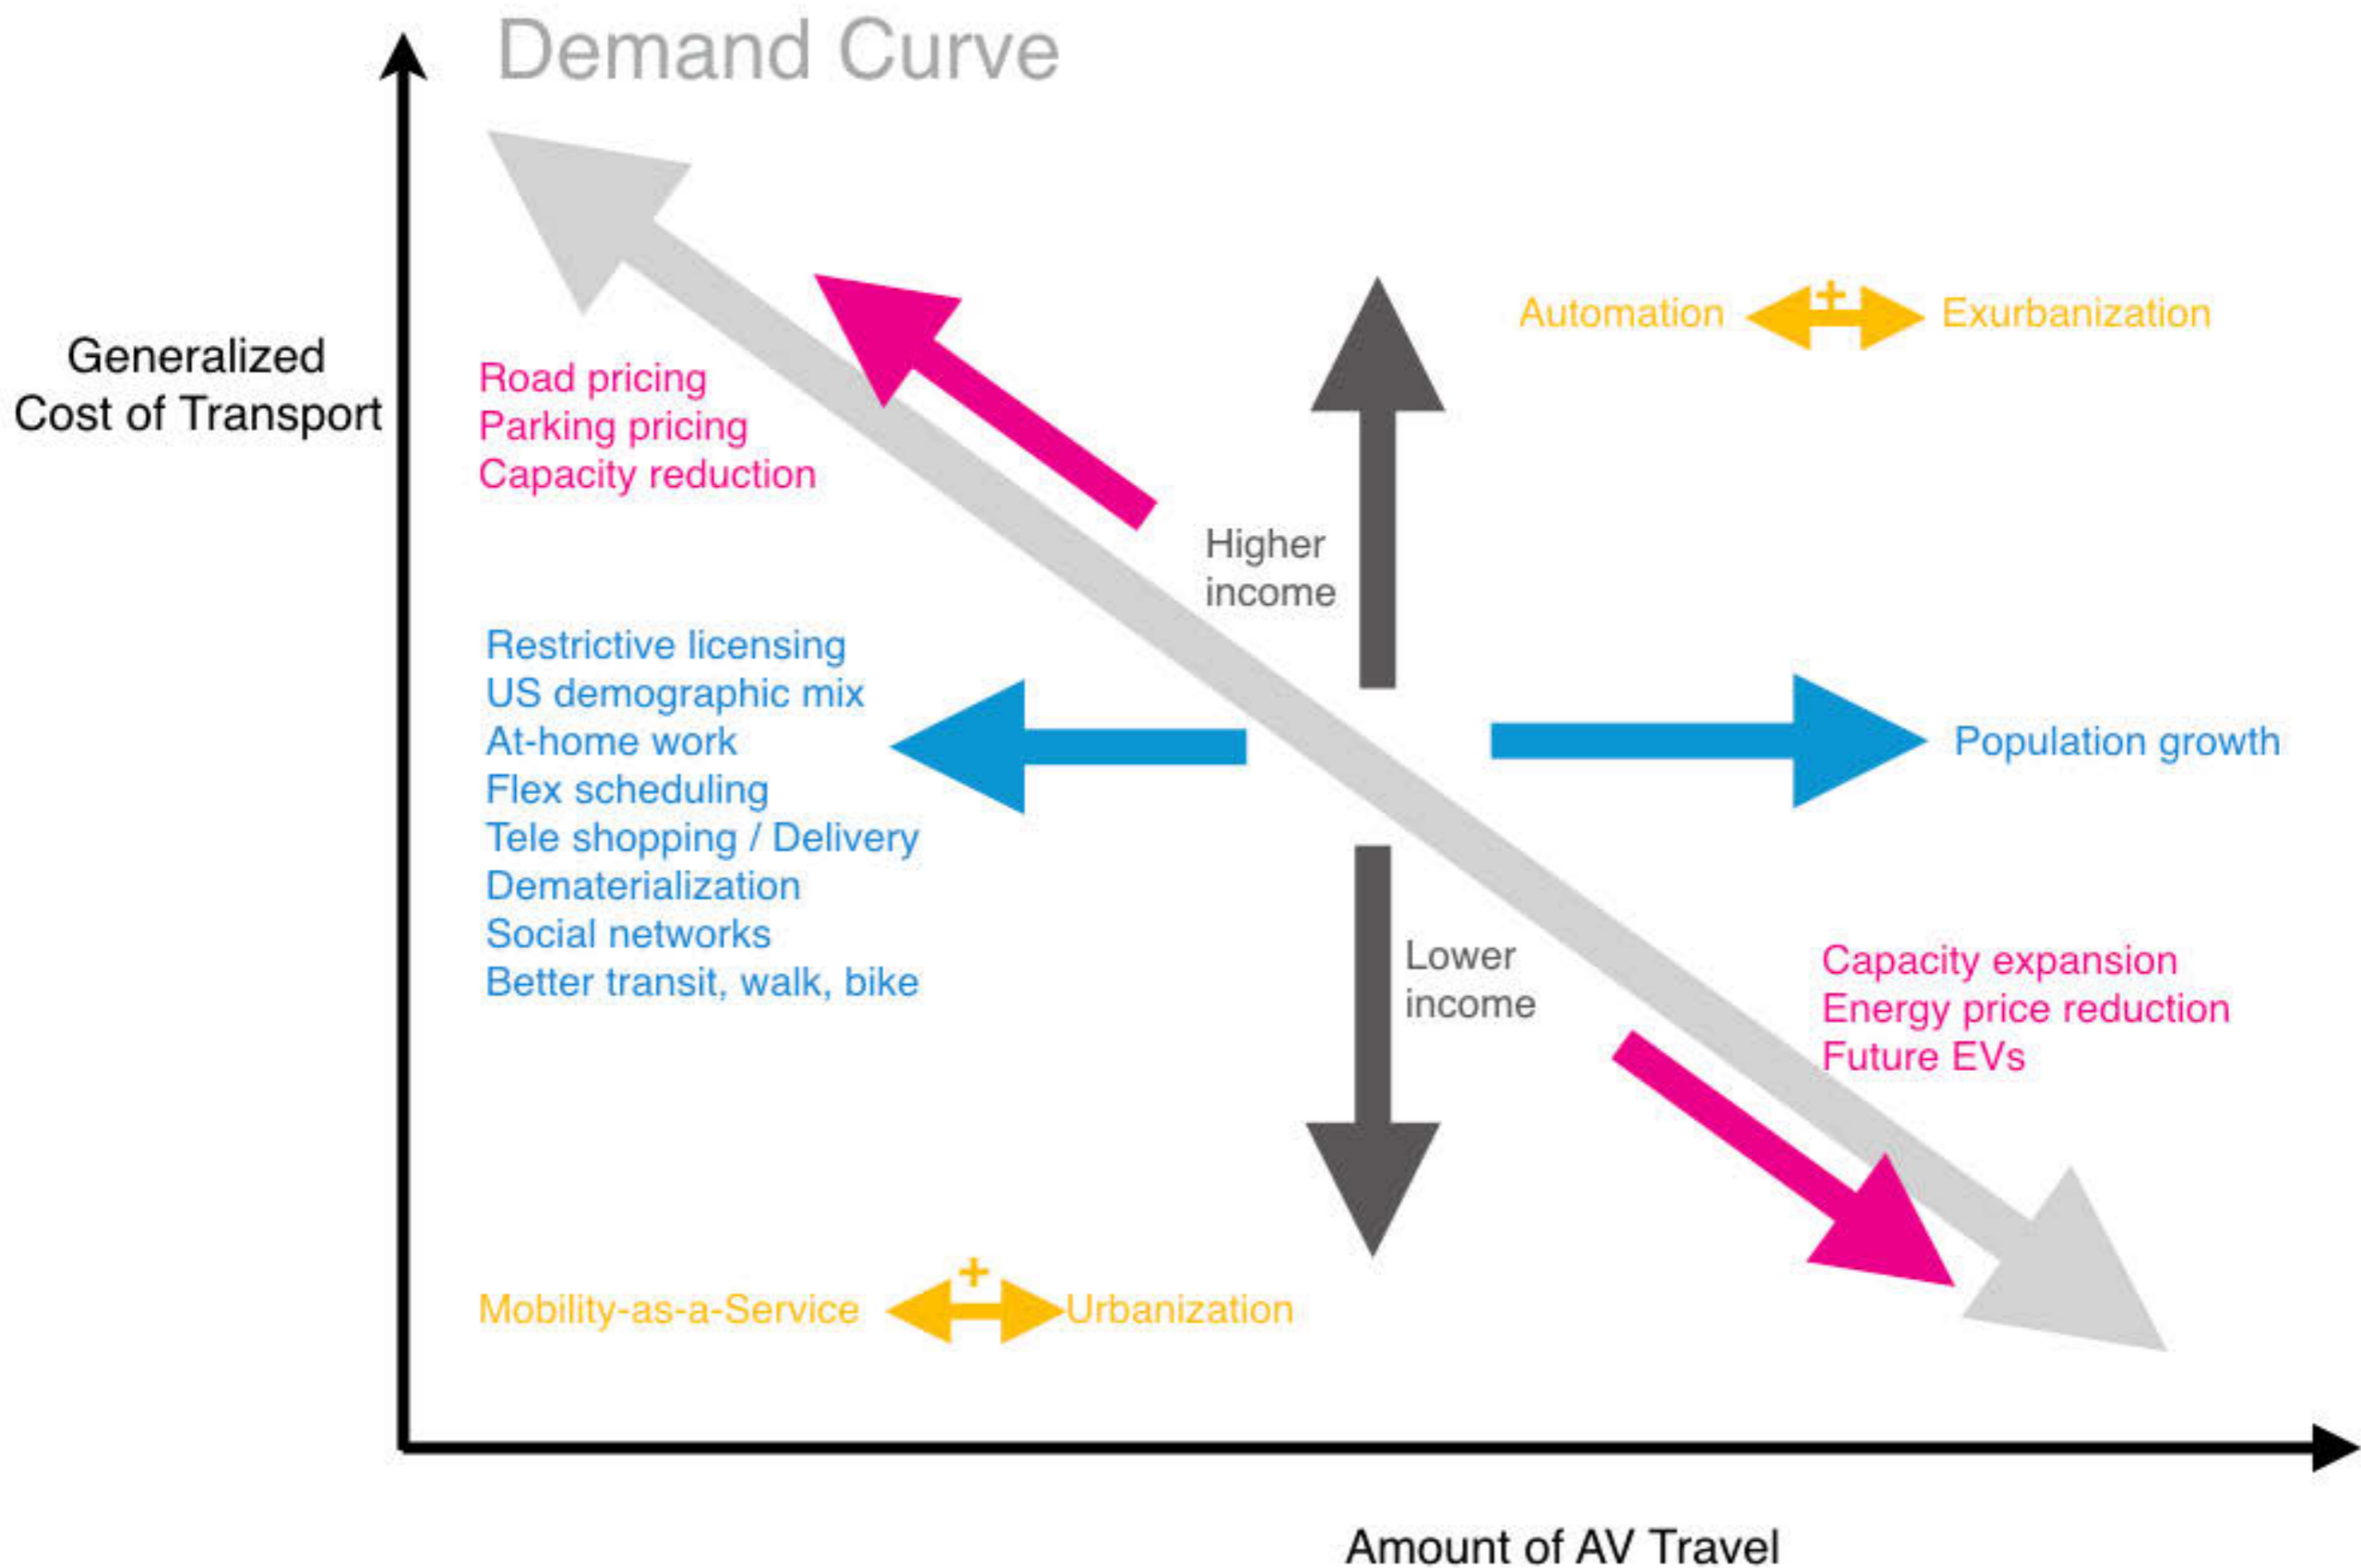 Demand Curve
Generalized
Cost of Transport
Road pricing
Parking pricing
Capacity reduction
Automation + Exurbanization
Higher
income
Restrictive licensing
US demographic mix
At-home work
Flex scheduling
Tele shopping / Delivery
Dematerialization
Social networks
Better transit, walk, bike
Population growth
Lower
income
Capacity expansion
Energy price reduction
Future EVs
Mobility-as-a-Service + Urbanization
Amount of AV Travel